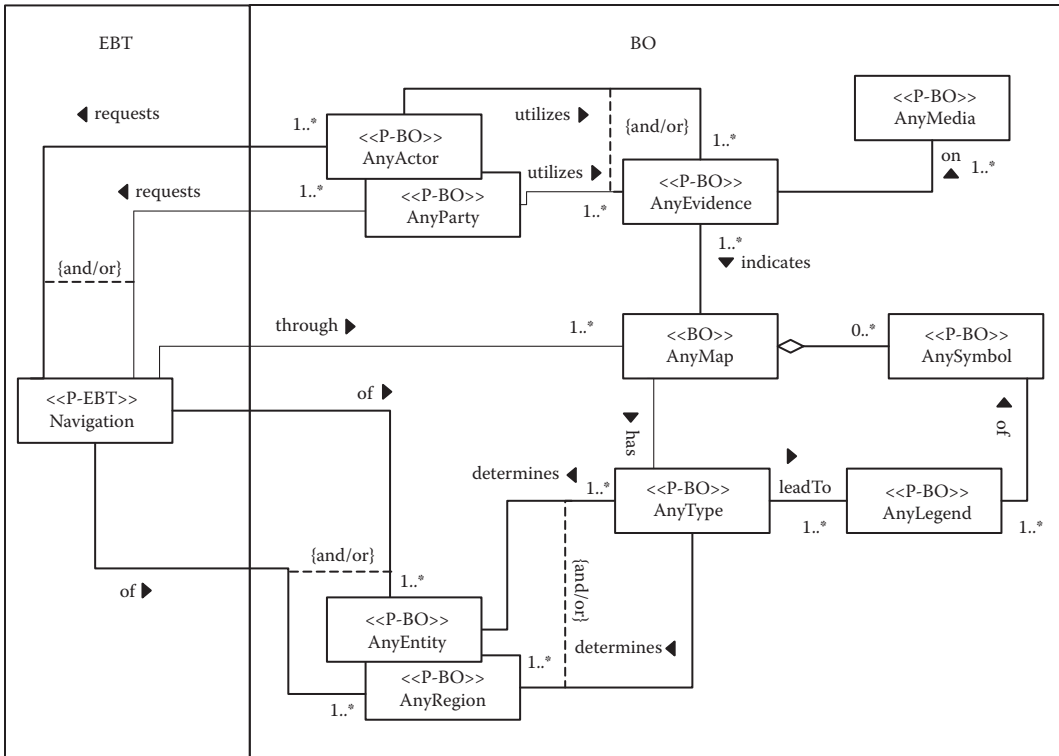 EBT
BO
◀ requests
1..*
<<P-BO>>
AnyActor
utilizes ▶
{and/or}
1..*
<<P-BO>>
AnyMedia
on
▲
1..*
◀ requests
1..*
<<P-BO>>
AnyParty
utilizes ▶
1..*
<<P-BO>>
AnyEvidence
1..*
▼ indicates
{and/or}
through ▶
1..*
<<BO>>
AnyMap
0..*
<<P-BO>>
AnySymbol
<<P-EBT>>
Navigation
of ▶
▼ has
▲ of
determines ◀
1..*
<<P-BO>>
AnyType
▶
leadTo
1..*
<<P-BO>>
AnyLegend
1..*
{and/or}
of ▶
1..*
{and/or}
<<P-BO>>
AnyEntity
determines ◀
1..*
<<P-BO>>
AnyRegion
1..*